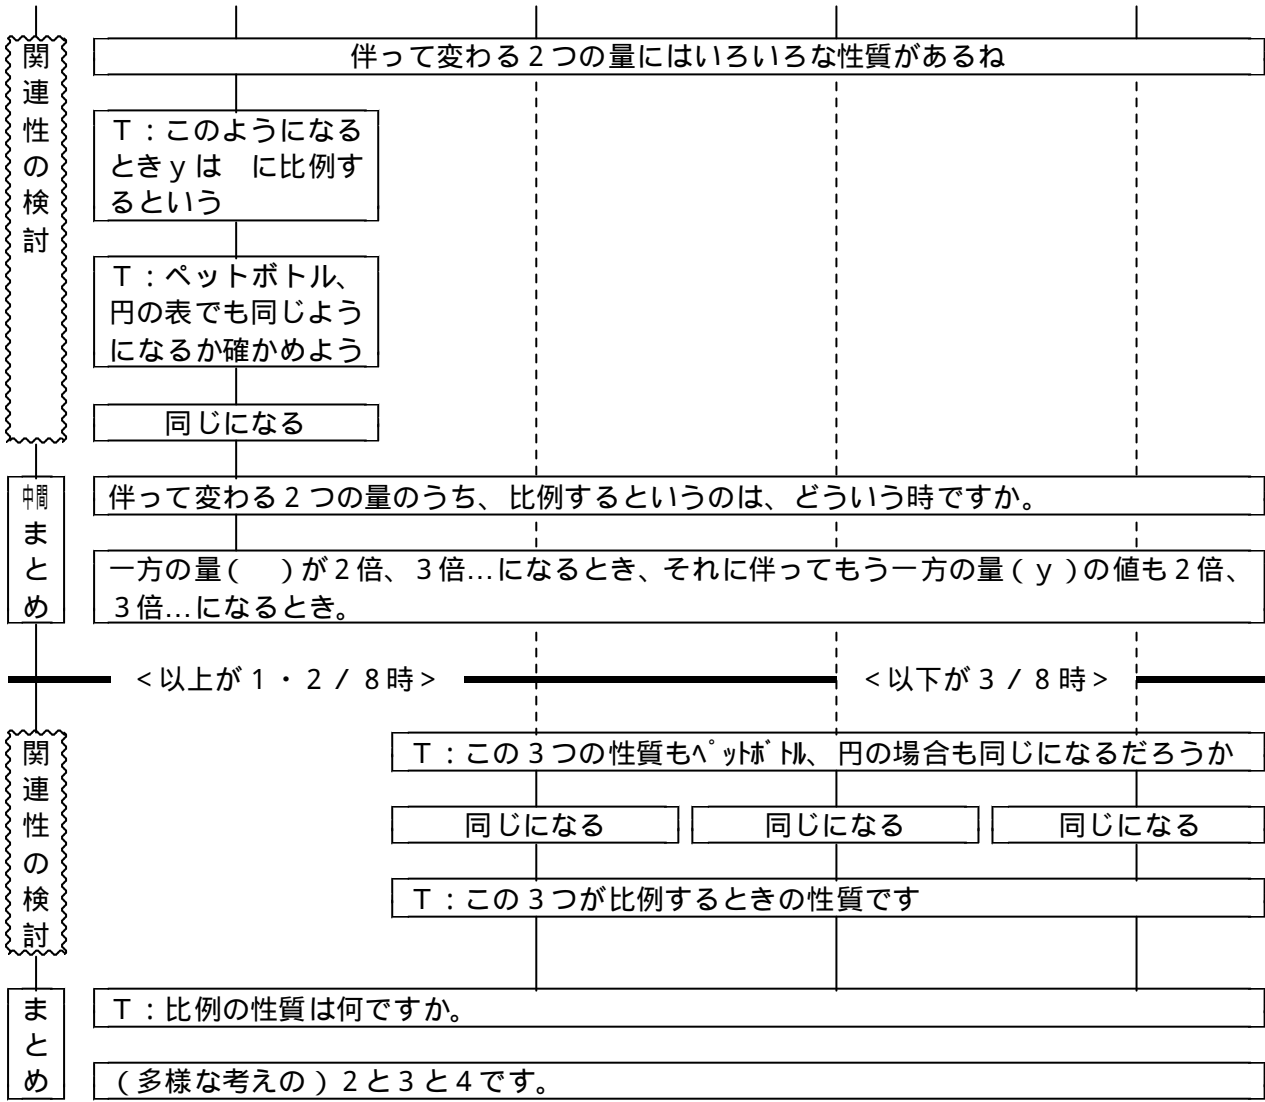 関連性の検討
伴って変わる２つの量にはいろいろな性質があるね
Ｔ：このようになる
ときｙは　に比例す
るという
Ｔ：ペットボトル、
円の表でも同じよう
になるか確かめよう
同じになる
中間まとめ
伴って変わる２つの量のうち、比例するというのは、どういう時ですか。
一方の量（　）が２倍、３倍…になるとき、それに伴ってもう一方の量（ｙ）の値も２倍、
３倍…になるとき。
＜以上が１・２／８時＞
＜以下が３／８時＞
関連性の検討
Ｔ：この３つの性質もﾍﾟｯﾄﾎﾞﾄﾙ、円の場合も同じになるだろうか
同じになる
同じになる
同じになる
Ｔ：この３つが比例するときの性質です
まとめ
Ｔ：比例の性質は何ですか。
（多様な考えの）２と３と４です。